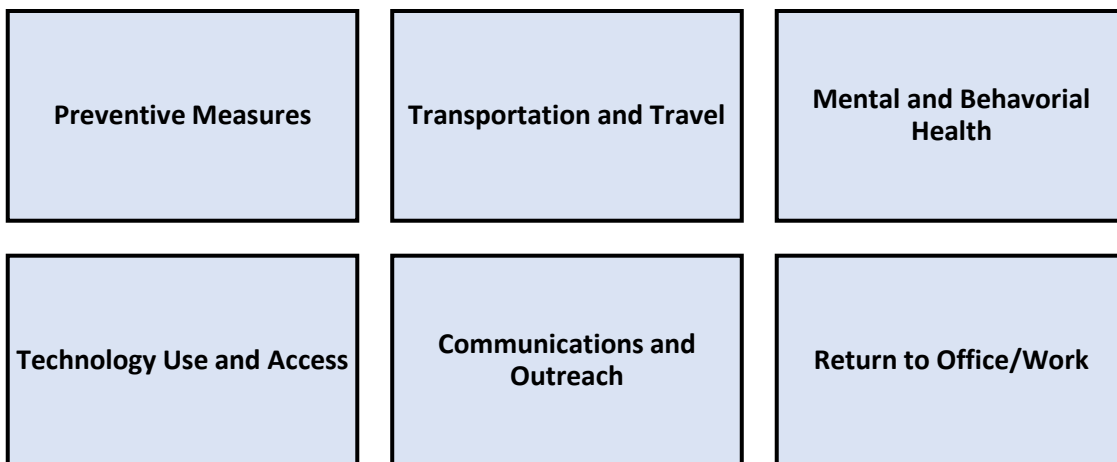 Preventive Measures
Transportation and Travel
Mental and Behavorial
Health
Technology Use and Access
Communications and
Outreach
Return to Office/Work